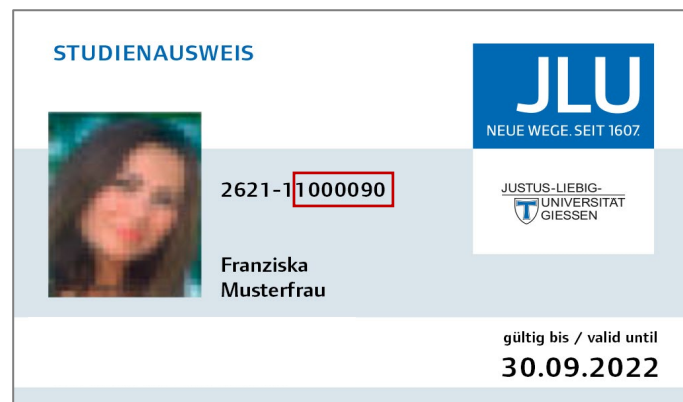 STUDIENAUSWEIS
JLU
NEUE WEGE. SEIT 1607.
2621-11000090
JUSTUS-LIEBIG-
UNIVERSITÄT
GIESSEN
Franziska
Musterfrau
gültig bis / valid until
30.09.2022